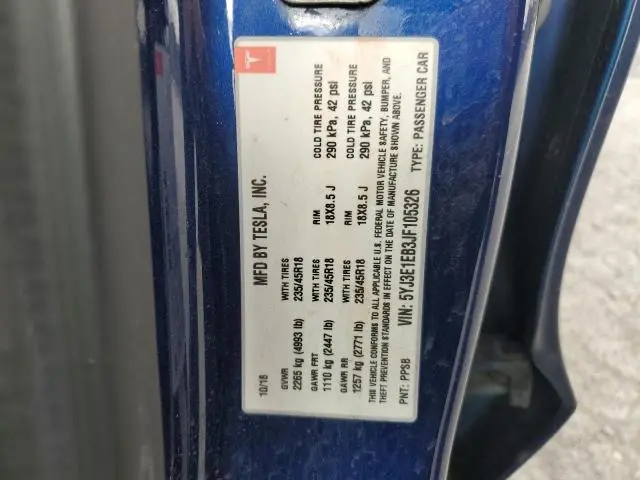 10/18 MFD BY TESLA, INC.
GVWR WITH TIRES RIM COLD TIRE PRESSURE
2265 kg (4993 lb) 235/45R18 18X8.5 J 290 kPa, 42 psi
GAWR FRT WITH TIRES RIM COLD TIRE PRESSURE
1110 kg (2447 lb) 235/45R18 18X8.5 J 290 kPa, 42 psi
GAWR RR WITH TIRES
1257 kg (2771 lb) 235/45R18
THIS VEHICLE CONFORMS TO ALL APPLICABLE U.S. FEDERAL MOTOR VEHICLE SAFETY, BUMPER, AND
THEFT PREVENTION STANDARDS IN EFFECT ON THE DATE OF MANUFACTURE SHOWN ABOVE.
PNT: PPSB VIN: 5YJ3E1EB3JF105326 TYPE: PASSENGER CAR